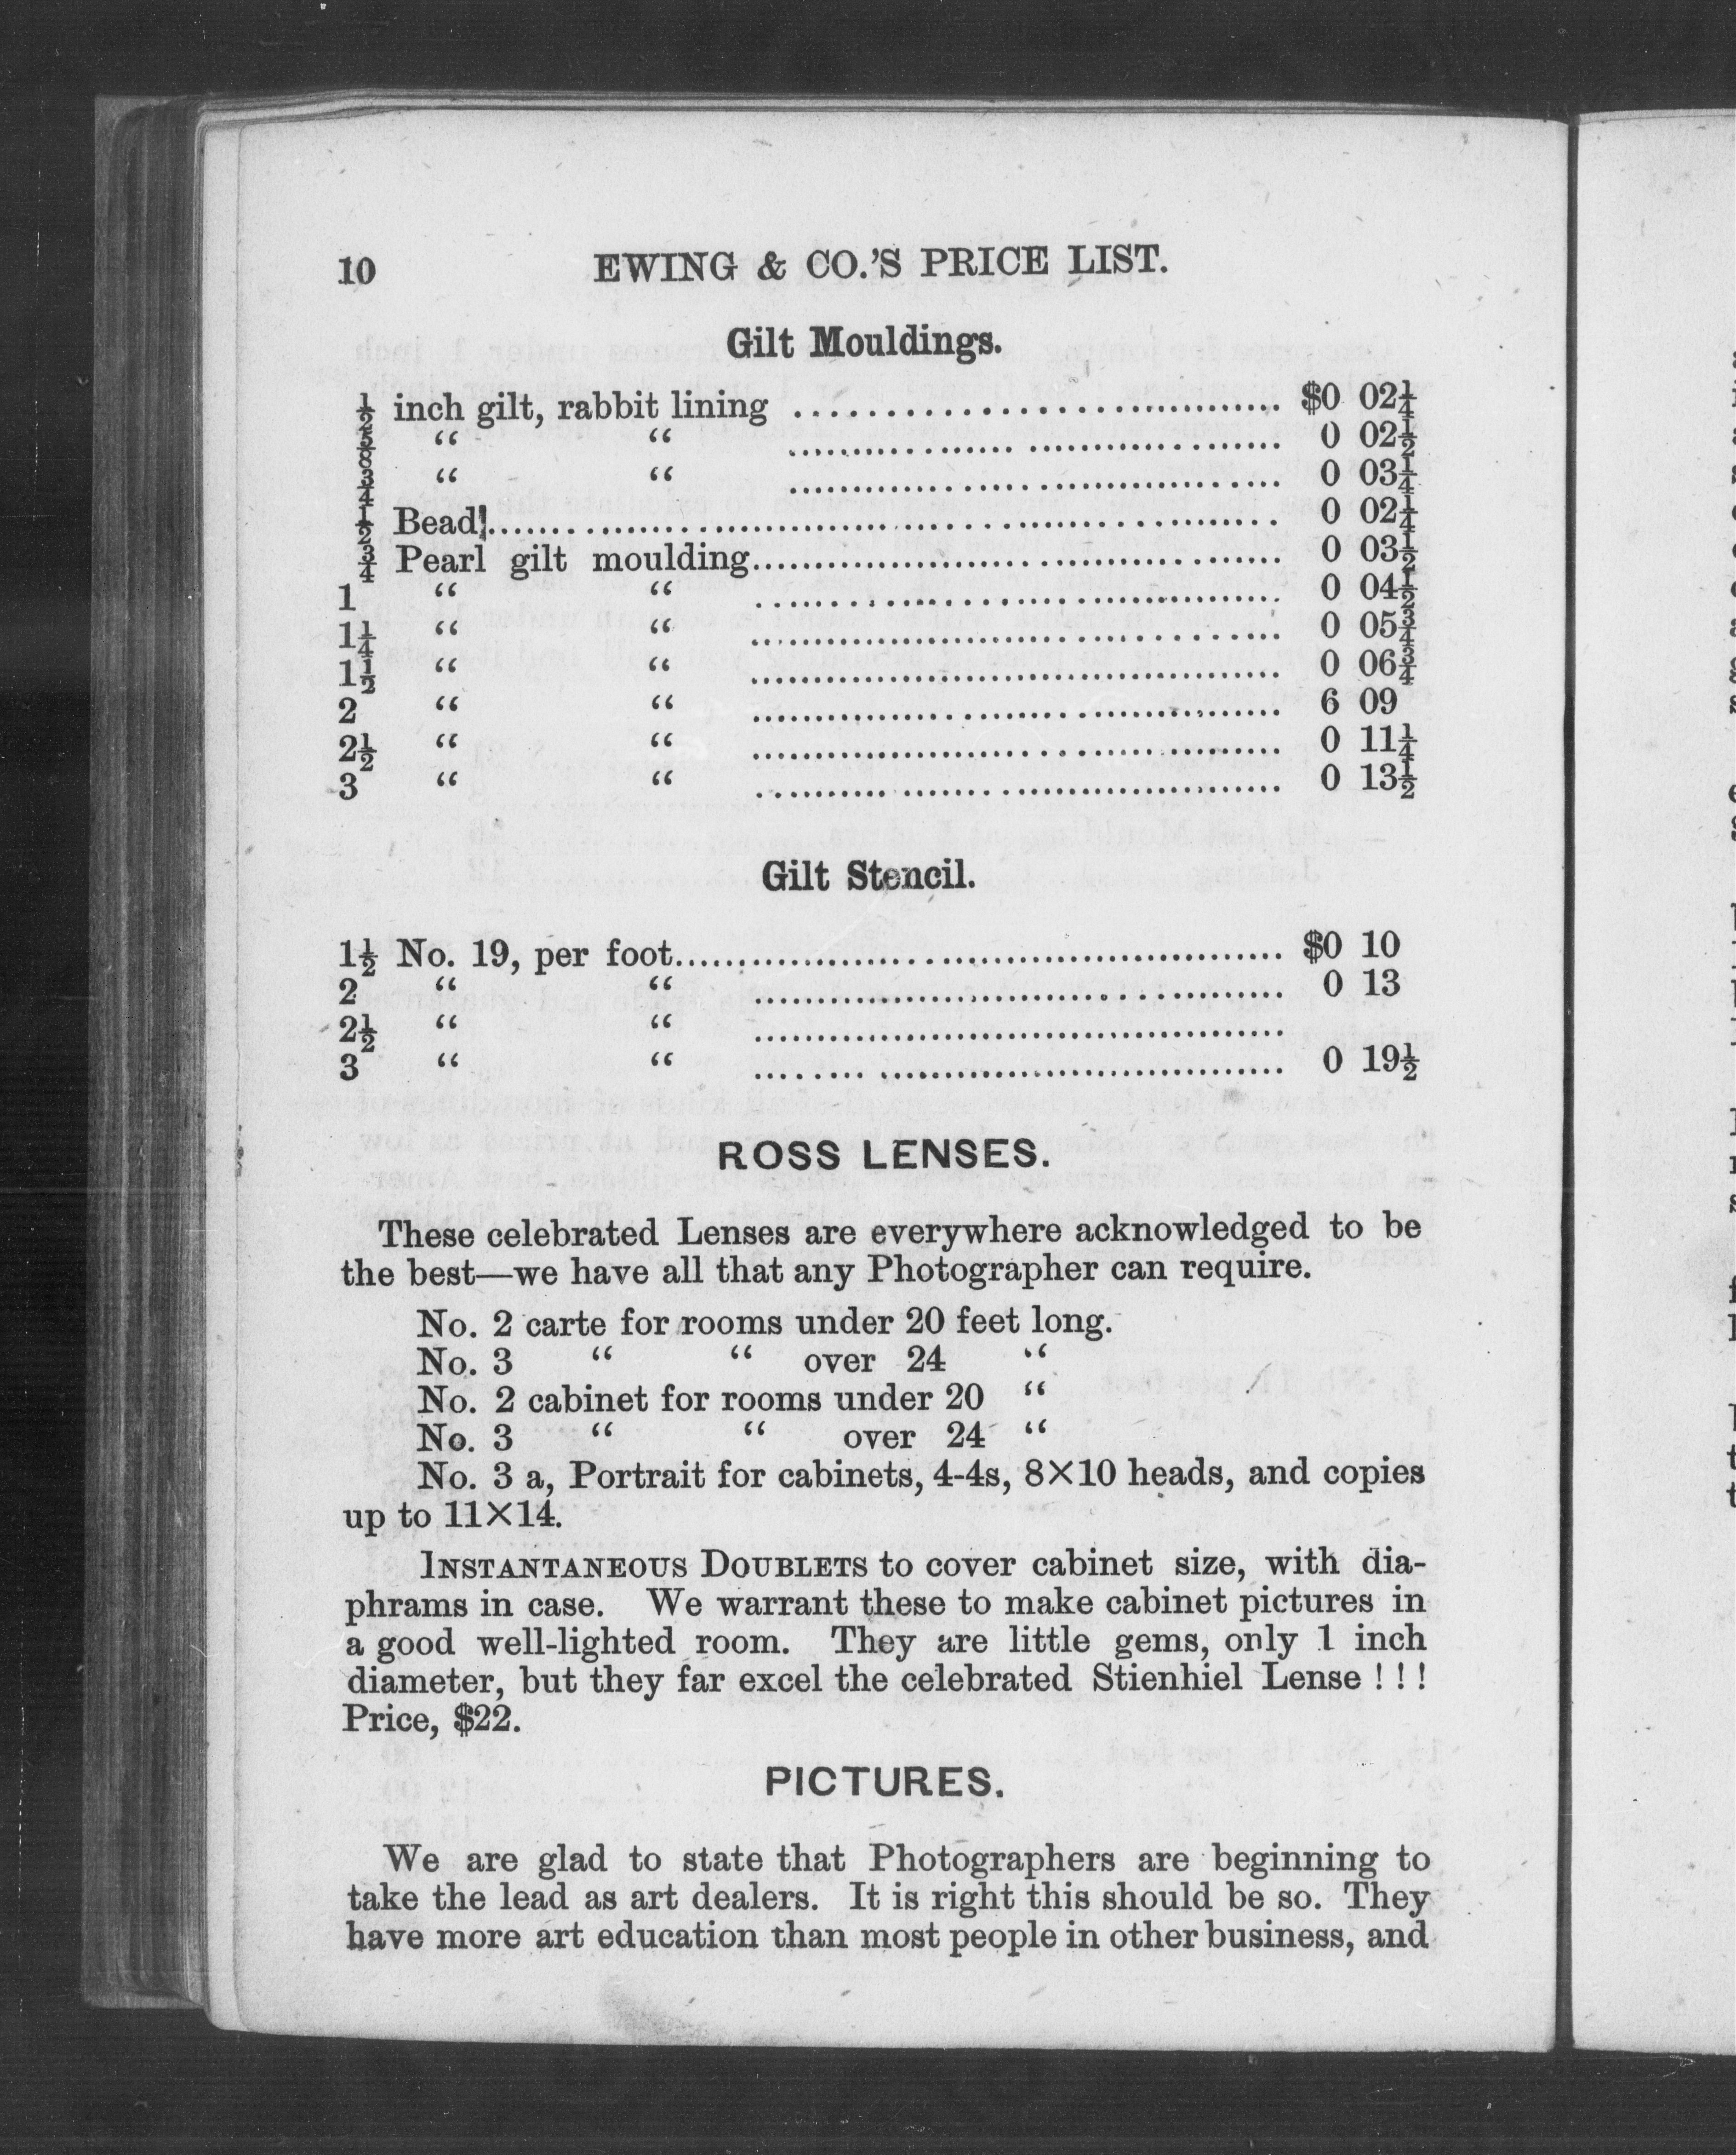 10 EWING & CO.'S PRICE LIST.
Gilt Mouldings.
½ inch gilt, rabbit lining .................................... $0 02¼
⅝ “ “ .................................... 0 02½
¾ “ “ .................................... 0 03¼
½ Bead.................................... 0 02¼
¾ Pearl gilt moulding.................................... 0 03½
1 “ “ .................................... 0 04½
1¼ “ “ .................................... 0 05¾
1½ “ “ .................................... 0 06¾
2 “ “ .................................... 6 09
2½ “ “ .................................... 0 11¼
3 “ “ .................................... 0 13½
Gilt Stencil.
1½ No. 19, per foot.................................... $0 10
2 “ “ .................................... 0 13
2½ “ “ ....................................
3 “ “ .................................... 0 19½
ROSS LENSES.
These celebrated Lenses are everywhere acknowledged to be
the best—we have all that any Photographer can require.
No. 2 carte for rooms under 20 feet long.
No. 3 “ “ over 24 “
No. 2 cabinet for rooms under 20 “
No. 3 “ “ over 24 “
No. 3 a, Portrait for cabinets, 4-4s, 8×10 heads, and copies
up to 11×14.
INSTANTANEOUS DOUBLETS to cover cabinet size, with dia-
phrams in case. We warrant these to make cabinet pictures in
a good well-lighted room. They are little gems, only 1 inch
diameter, but they far excel the celebrated Stienhiel Lense ! ! !
Price, $22.
PICTURES.
We are glad to state that Photographers are beginning to
take the lead as art dealers. It is right this should be so. They
have more art education than most people in other business, and